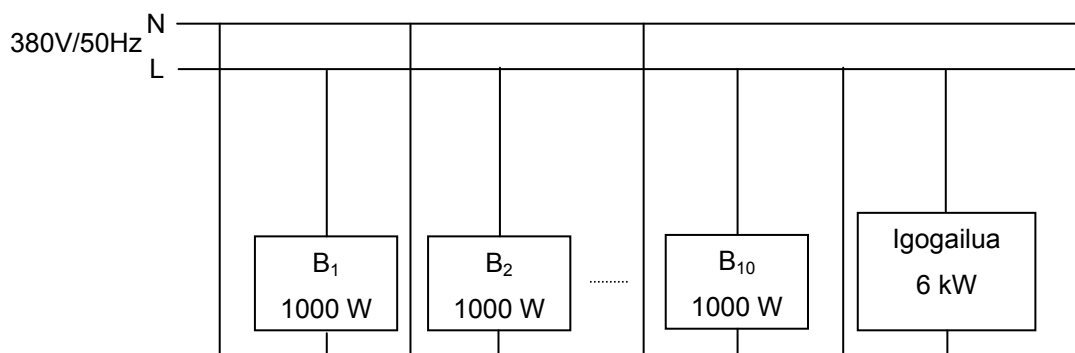 N
380V/50Hz
L
B₁
1000 W
B₂
1000 W
..........
B₁₀
1000 W
Igogailua
6 kW